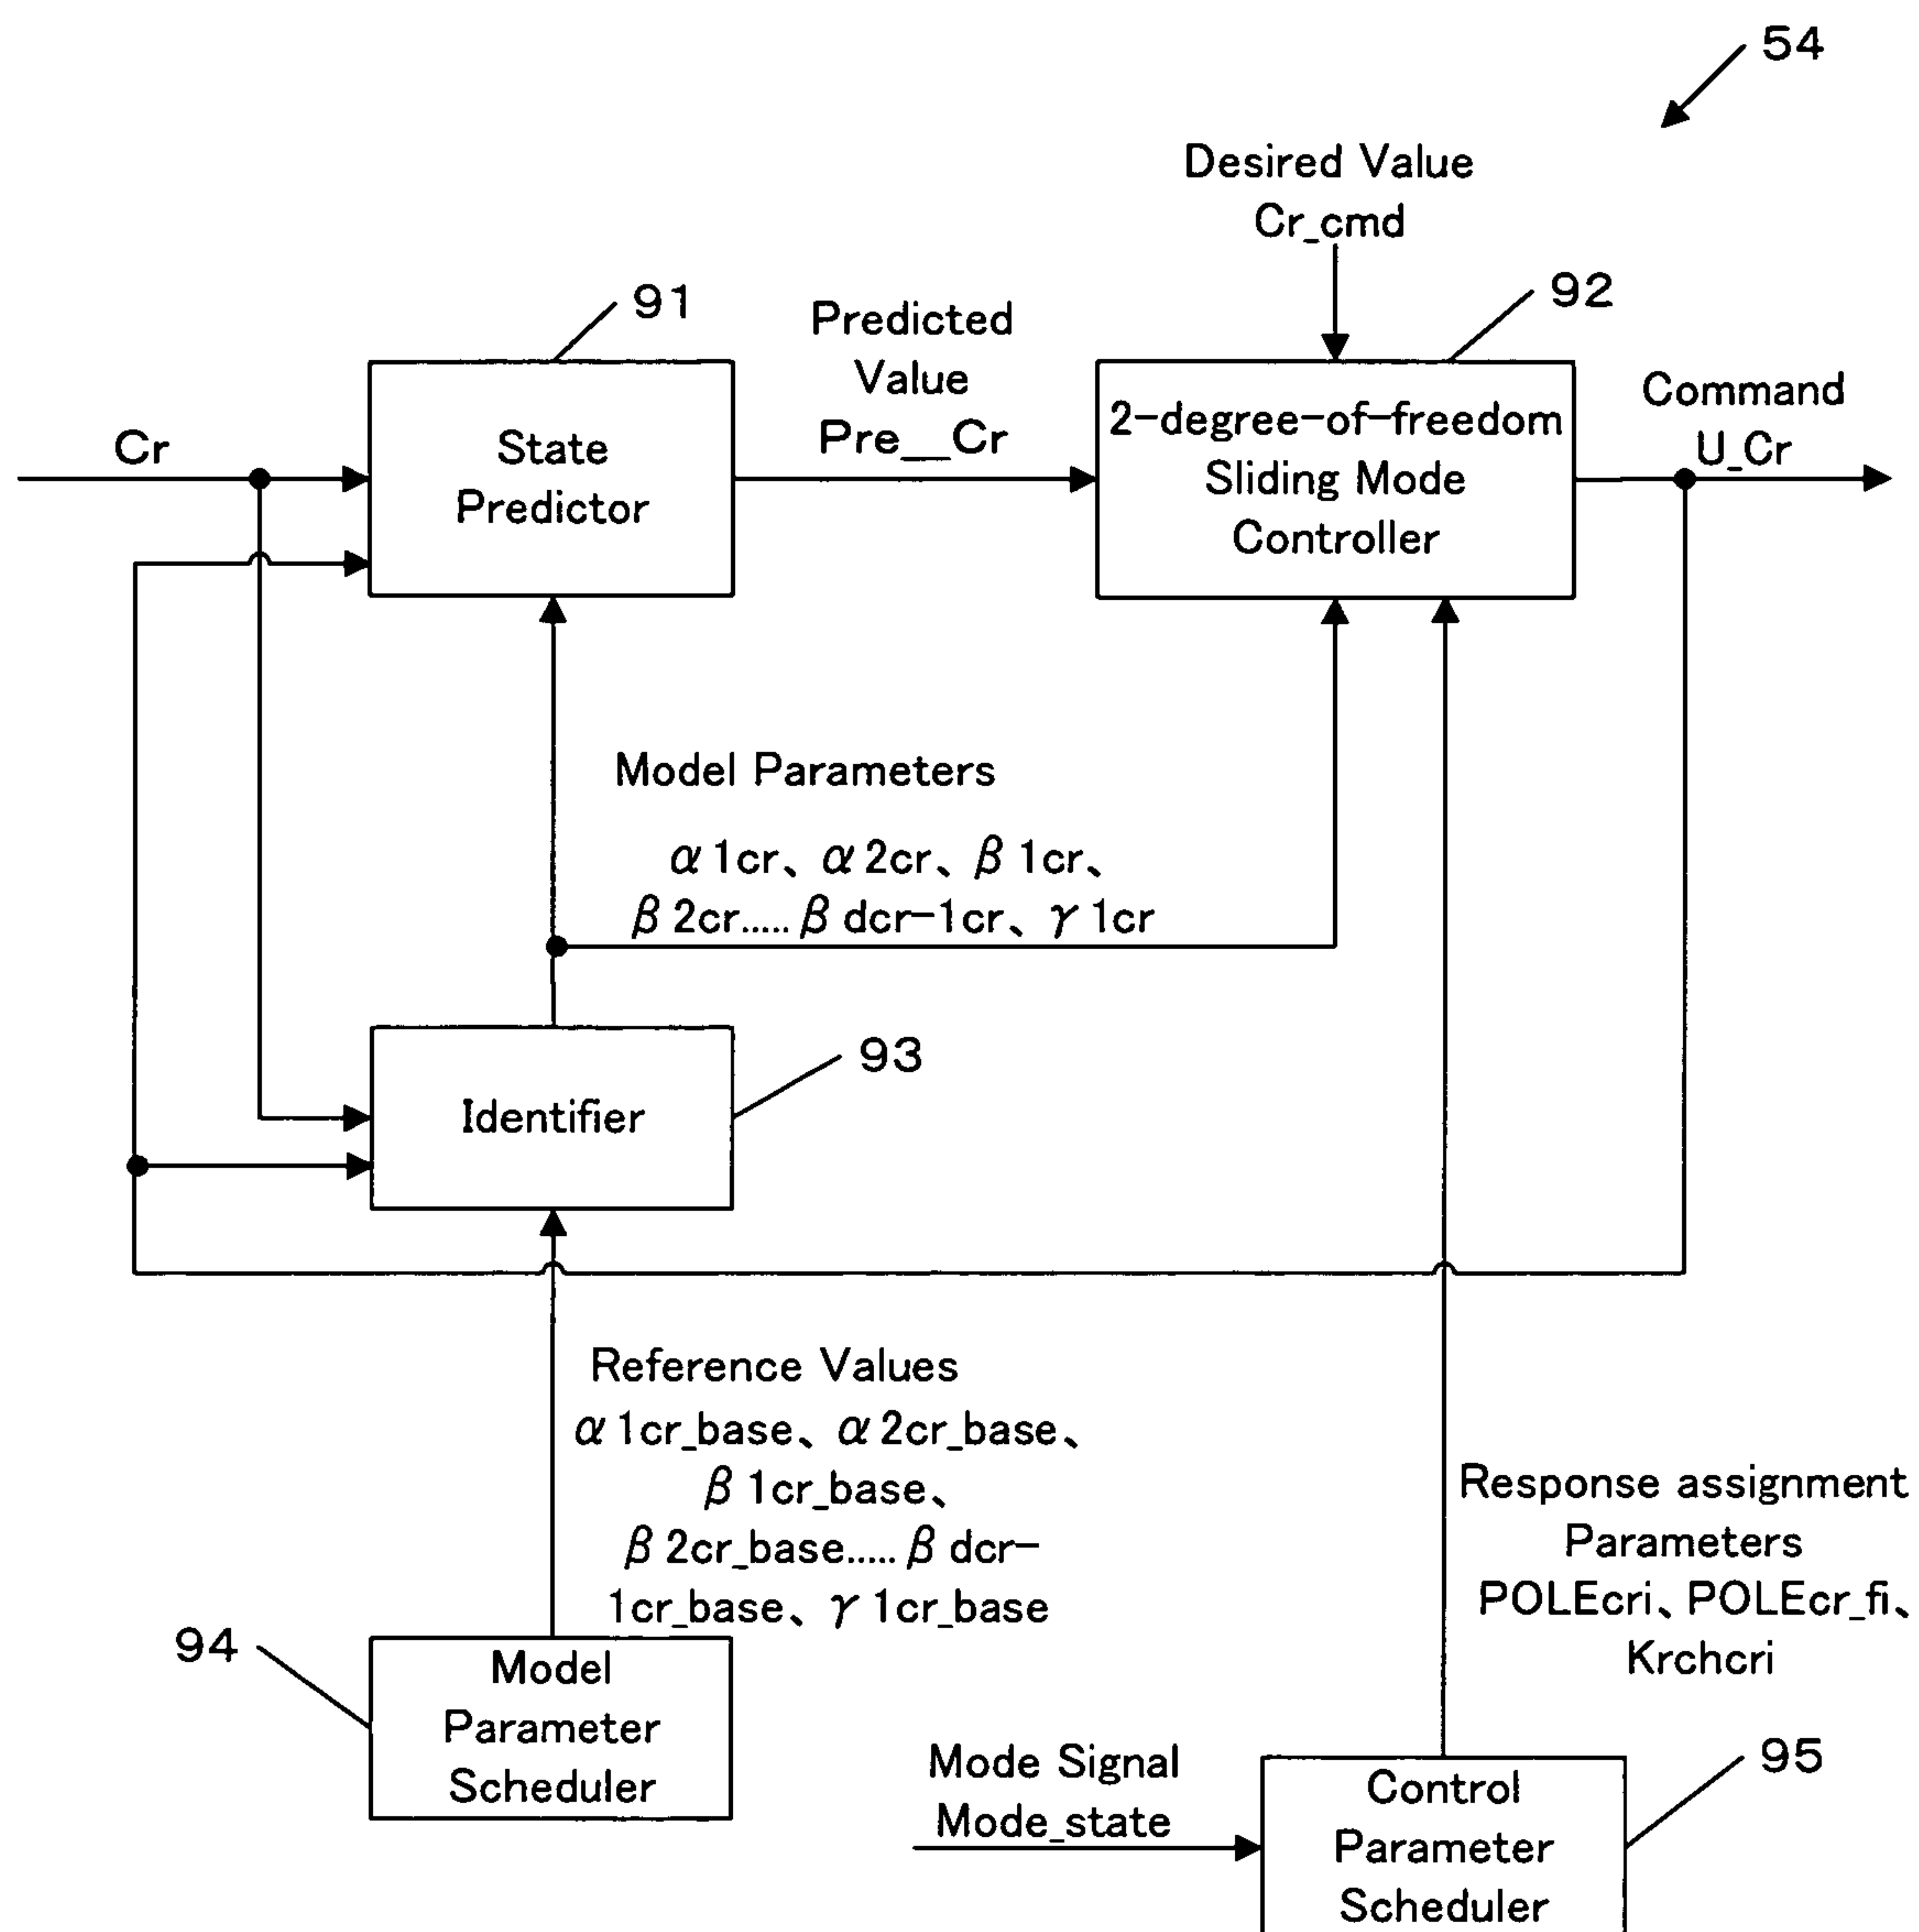 54
Desired Value
Cr_cmd
91
92
Predicted
Value
Pre__Cr
Command
U_Cr
Cr
State
Predictor
2-degree-of-freedom
Sliding Mode
Controller
Model Parameters
α 1cr、α 2cr、β 1cr、
β 2cr..... β dcr-1cr、γ 1cr
93
Identifier
Reference Values
α 1cr_base、α 2cr_base、
β 1cr_base、
β 2cr_base..... β dcr-
1cr_base、γ 1cr_base
Response assignment
Parameters
POLEcri、POLEcr_fi、
Krchcri
94
Model
Parameter
Scheduler
Mode Signal
Mode_state
95
Control
Parameter
Scheduler